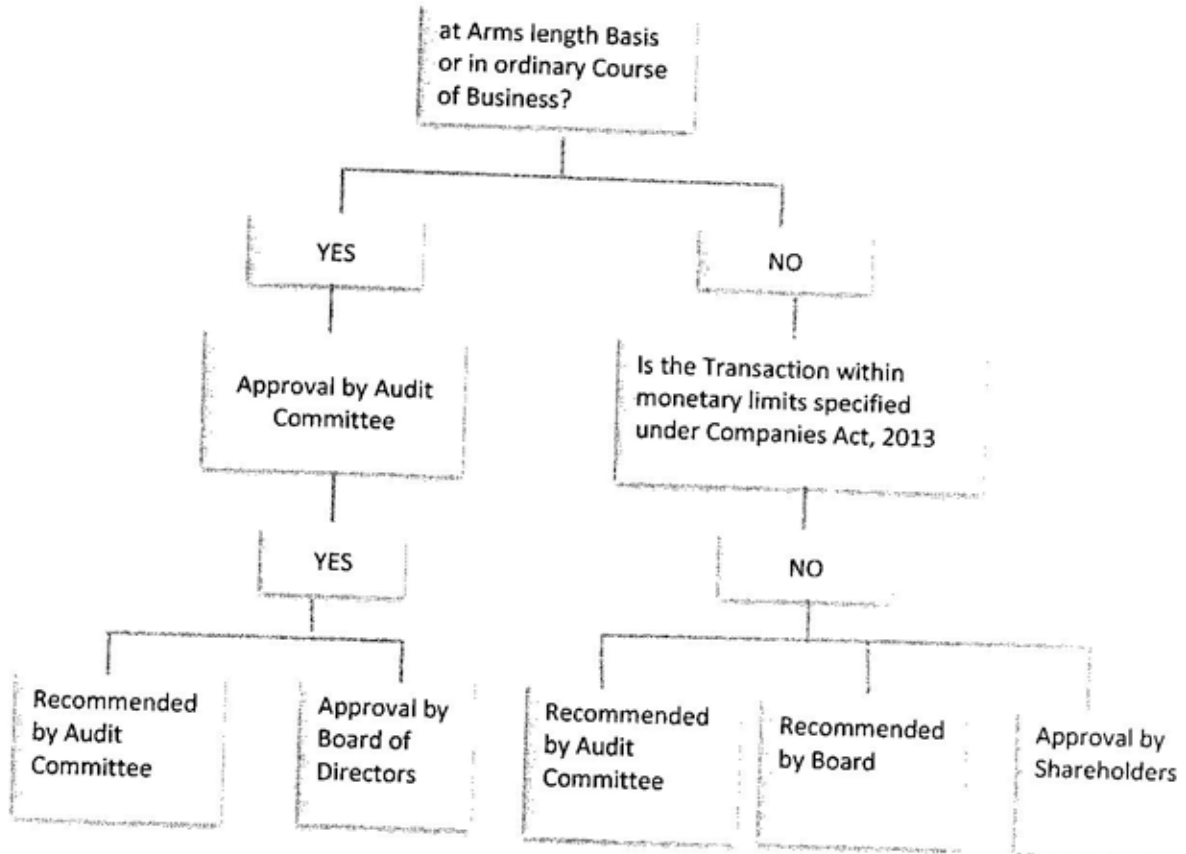 at Arms length Basis
or in ordinary Course
of Business?
YES
NO
Approval by Audit
Committee
Is the Transaction within
monetary limits specified
under Companies Act, 2013
YES
NO
Recommended
by Audit
Committee
Approval by
Board of
Directors
Recommended
by Audit
Committee
Recommended
by Board
Approval by
Shareholders